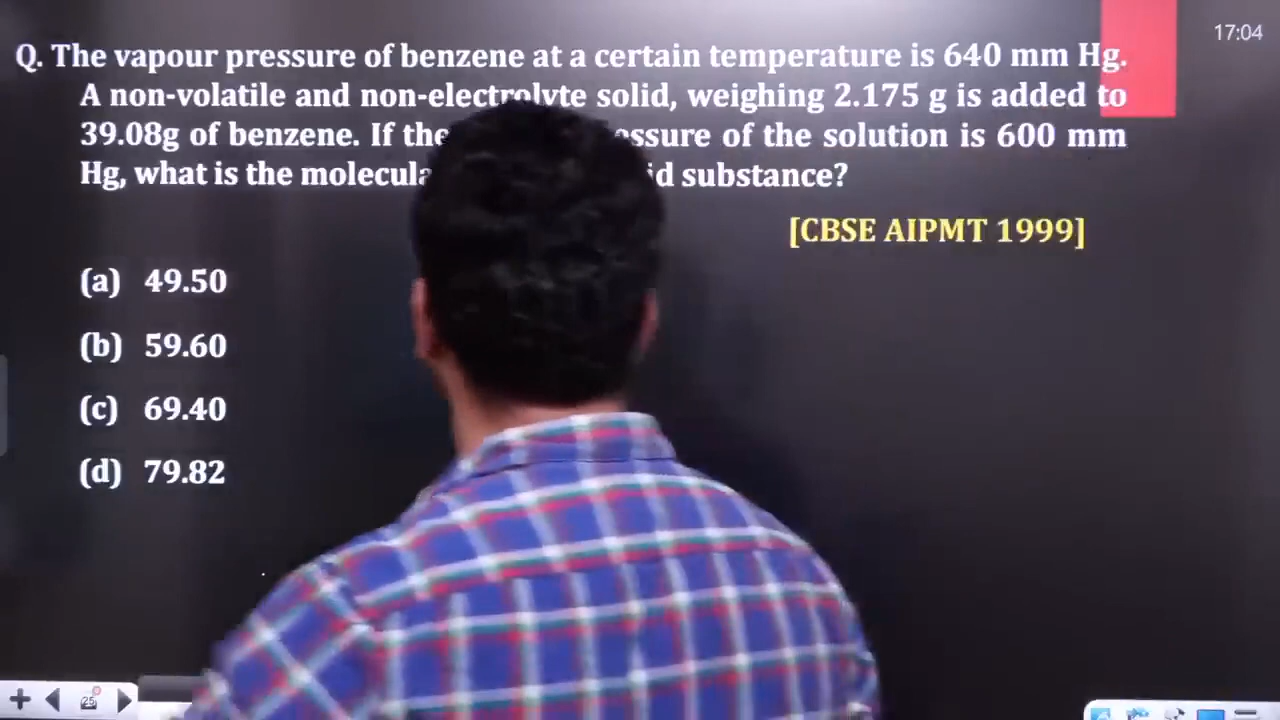 17:04
Q. The vapour pressure of benzene at a certain temperature is 640 mm Hg.
A non-volatile and non-electrolyte solid, weighing 2.175 g is added to
39.08g of benzene. If the essure of the solution is 600 mm
Hg, what is the molecula id substance?
[CBSE AIPMT 1999]
(a) 49.50
(b) 59.60
(c) 69.40
(d) 79.82
25